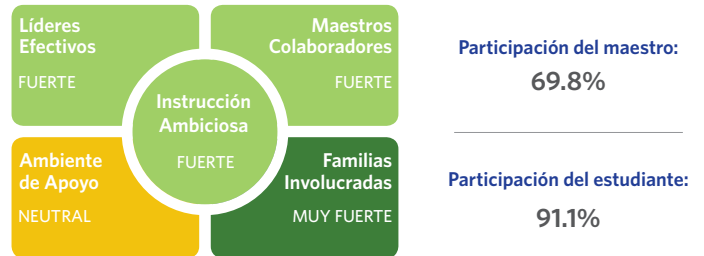 Líderes
Efectivos
FUERTE
Maestros
Colaboradores
FUERTE
Instrucción
Ambiciosa
FUERTE
Ambiente
de Apoyo
NEUTRAL
Familias
Involucradas
MUY FUERTE
Participación del maestro:
69.8%
Participación del estudiante:
91.1%